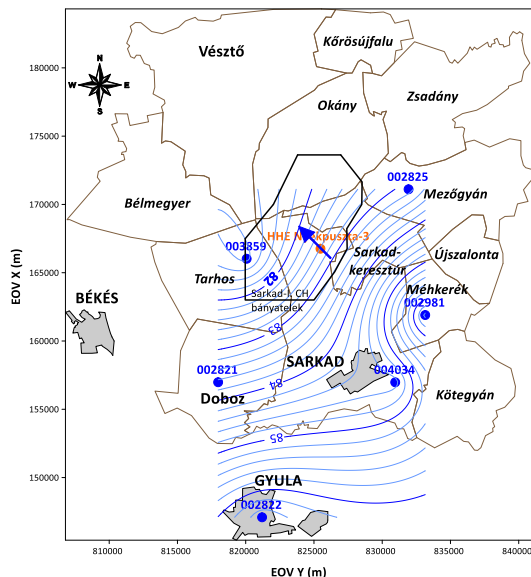 Kőrösújfalu
Vésztő
180000
N
W
E
S
Zsadány
Okány
175000
002825
170000
Bélmegyer
Mezőgyán
EOV X (m)
HHE Nyékpuszta-3
003859
Sarkad-
keresztúr
Újszalonta
165000
Tarhos
82
Méhkerék
Sarkad-I. CH
bányatelek
BÉKÉS
002981
83
160000
SARKAD
002821
004034
84
Doboz
Kötegyán
155000
85
GYULA
150000
002822
810000
815000
820000
825000
830000
835000
840000
EOV Y (m)